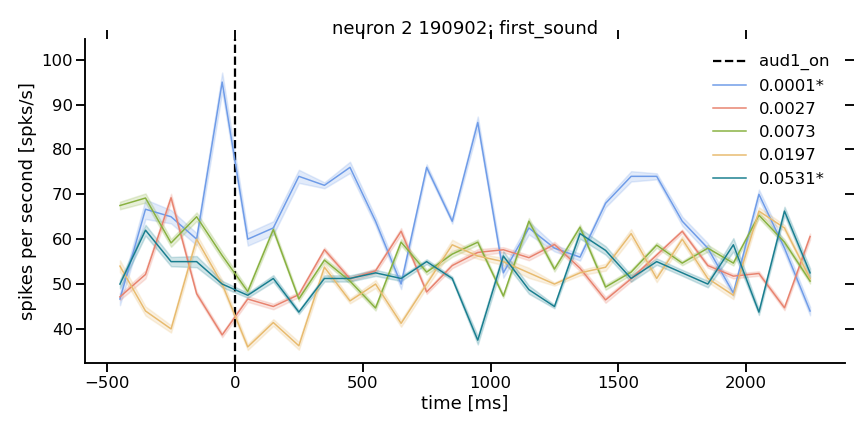 neuron 2 190902: first_sound
spikes per second [spks/s]
100
90
80
70
60
50
40
aud1_on
0.0001*
0.0027
0.0073
0.0197
0.0531*
−500 0 500 1000 1500 2000
time [ms]